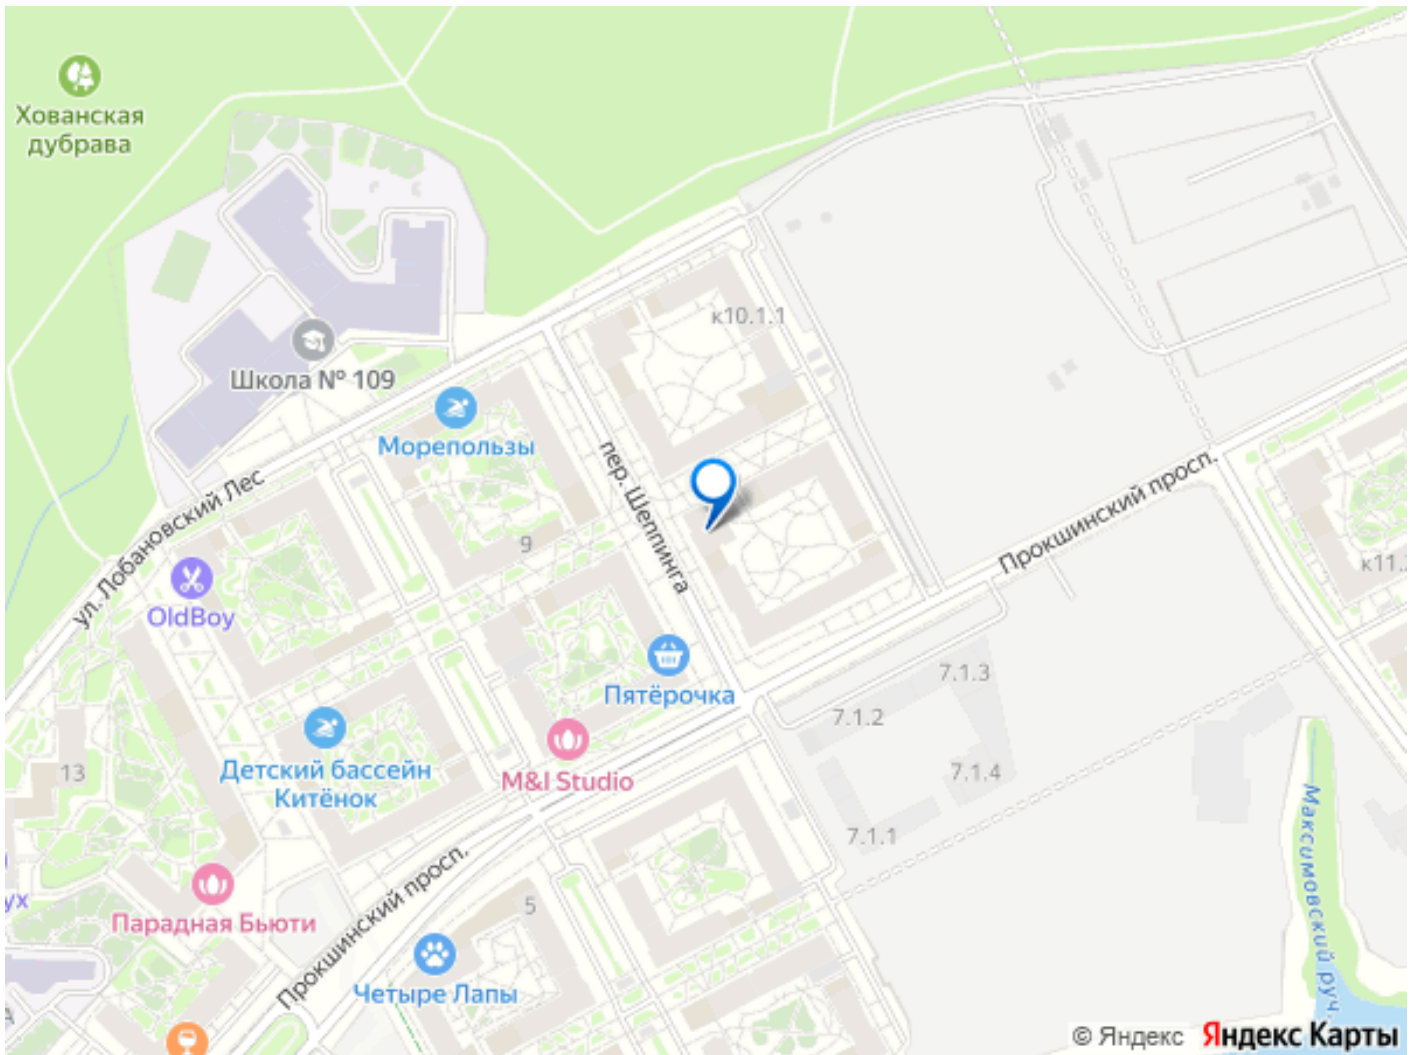 Хованская
дубрава
к10.1.1
Школа № 109
Морепользы
пер. Шеппинга
ул. Лобановский Лес
Прокшинский просп.
9
к11.
OldBoy
Пятёрочка
7.1.3
7.1.2
M&I Studio
7.1.4
Детский бассейн
Китёнок
13
7.1.1
Максимовский руч.
Прокшинский просп.
ух
Парадная Бьюти
5
Четыре Лапы
© Яндекс Яндекс Карты